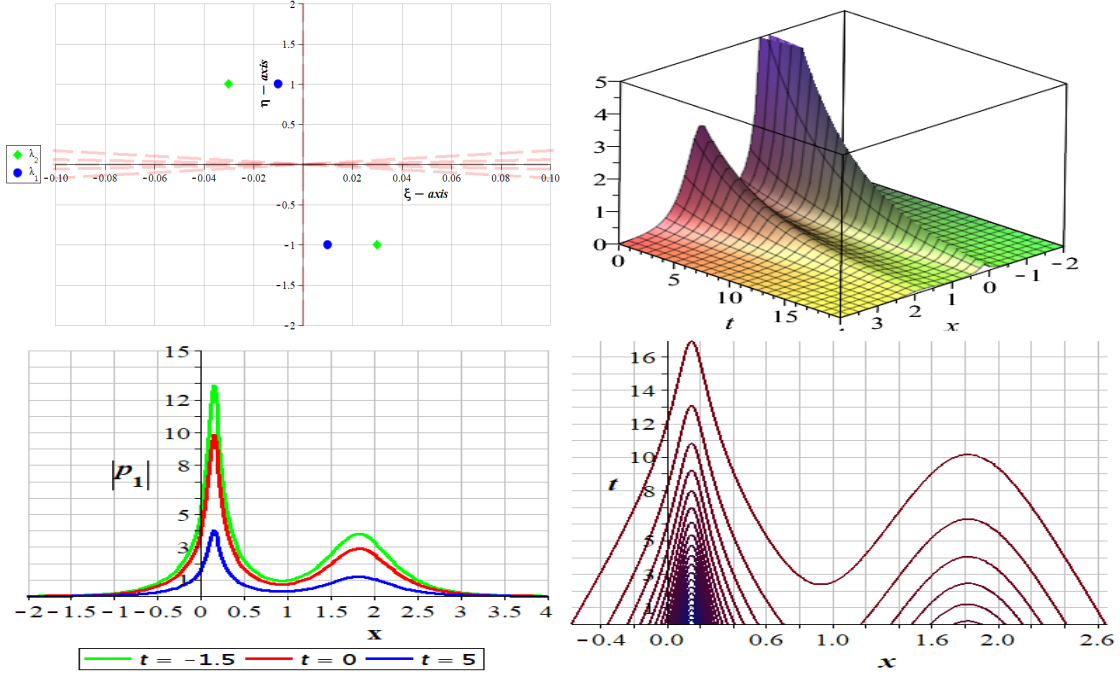 2
1.5
1
0.5
-0.5
-1
-1.5
-2
η – axis
λ₂
λ₁
-0.10 -0.08 -0.06 -0.04 -0.02 0.02 0.04 0.06 0.08 0.10
ξ – axis
5
4
3
2
1
0
0 5 10 15
t
4 3 2 1 0 -1 -2
x
15
12
10
8
5
3
1
|p₁|
-2 -1.5 -1 -0.5 0 0.5 1 1.5 2 2.5 3 3.5 4
x
t = −1.5 t = 0 t = 5
t
16
14
12
10
8
5
3
1
-0.4 0.0 0.6 1.0 1.6 2.0 2.6
x